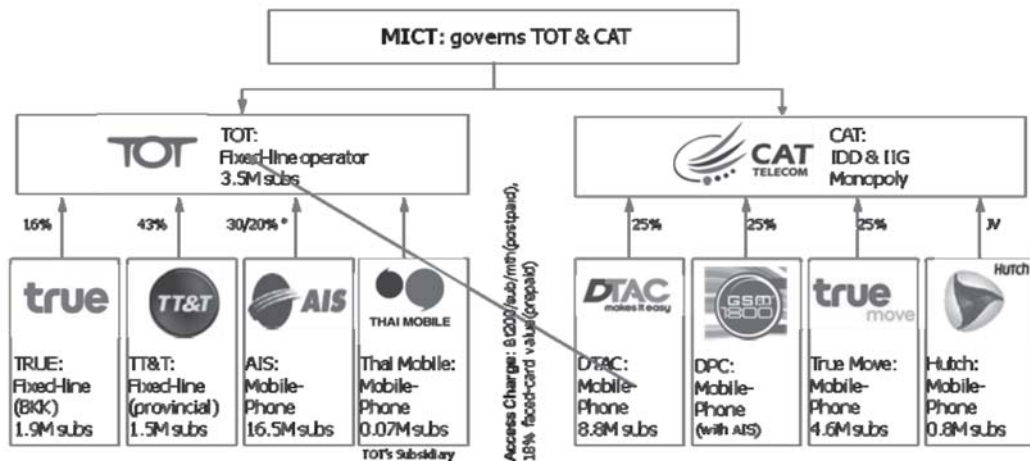 MICT: governs TOT & CAT
TOT
TOT:
Fixed-line operator
3.5M subs
CAT
TELECOM
CAT:
IDD & IIG
Monopoly
16%
43%
30/20% *
Access Charge: Bt200/sub/mth(postpaid),
18% faced-card value(prepaid)
25%
25%
25%
JV
true
TRUE:
Fixed-line
(BKK)
1.9M subs
TT&T
TT&T:
Fixed-line
(provincial)
1.5M subs
AIS
AIS:
Mobile-
Phone
16.5M subs
THAI MOBILE
Thai Mobile:
Mobile-
Phone
0.07M subs
TOT's Subsidiary
DTAC
makes it easy
DTAC:
Mobile-
Phone
8.8M subs
GSM
1800
DPC:
Mobile-
Phone
(with AIS)
true
move
True Move:
Mobile-
Phone
4.6M subs
Hutch
Hutch:
Mobile-
Phone
0.8M subs